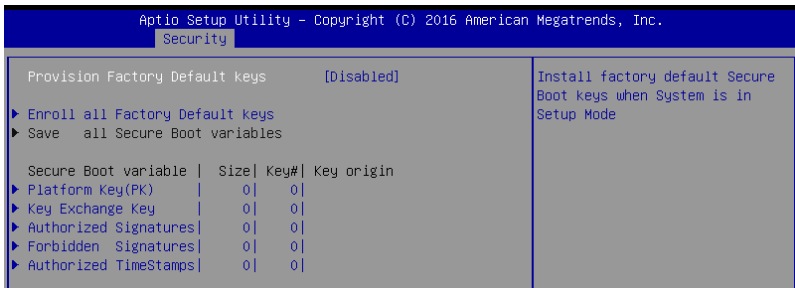 Aptio Setup Utility – Copyright (C) 2016 American Megatrends, Inc.
Security
Provision Factory Default keys [Disabled]
Enroll all Factory Default keys
Save all Secure Boot variables
Secure Boot variable | Size| Key#| Key origin
Platform Key(PK) | 0| 0|
Key Exchange Key | 0| 0|
Authorized Signatures| 0| 0|
Forbidden Signatures| 0| 0|
Authorized TimeStamps| 0| 0|
Install factory default Secure
Boot keys when System is in
Setup Mode